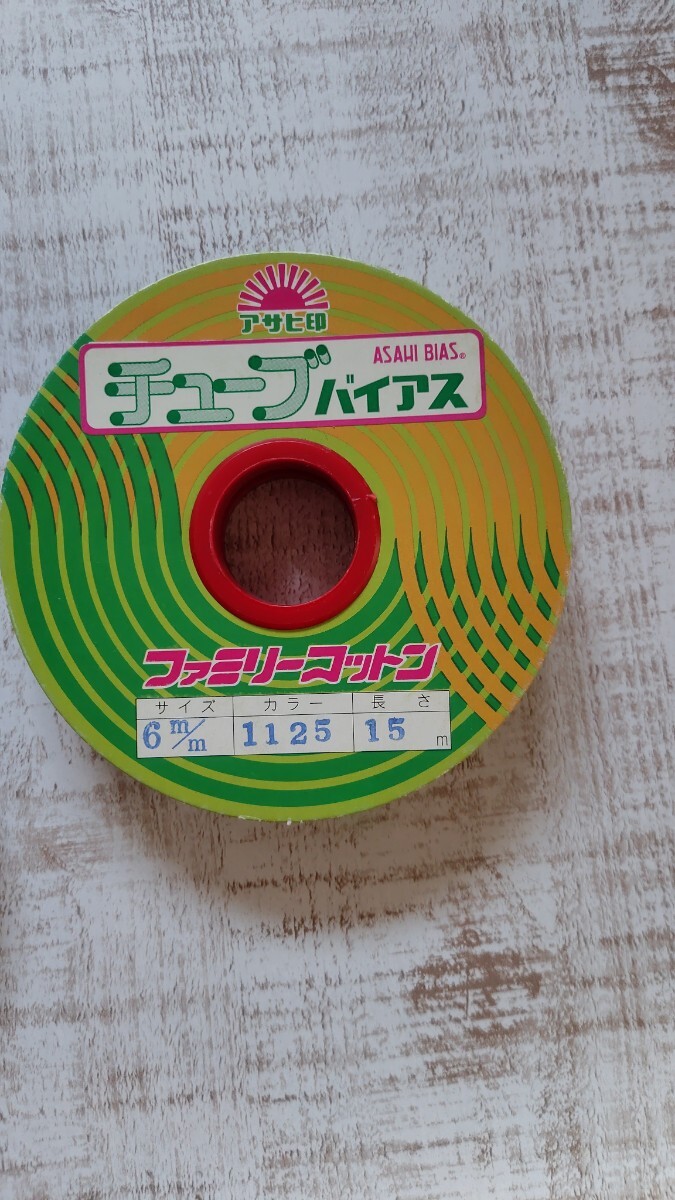 アサヒ印
ASAHI BIAS®
チューブバイアス
ファミリーコットン
サイズ カラー 長さ
6 m/m 1125 15 m